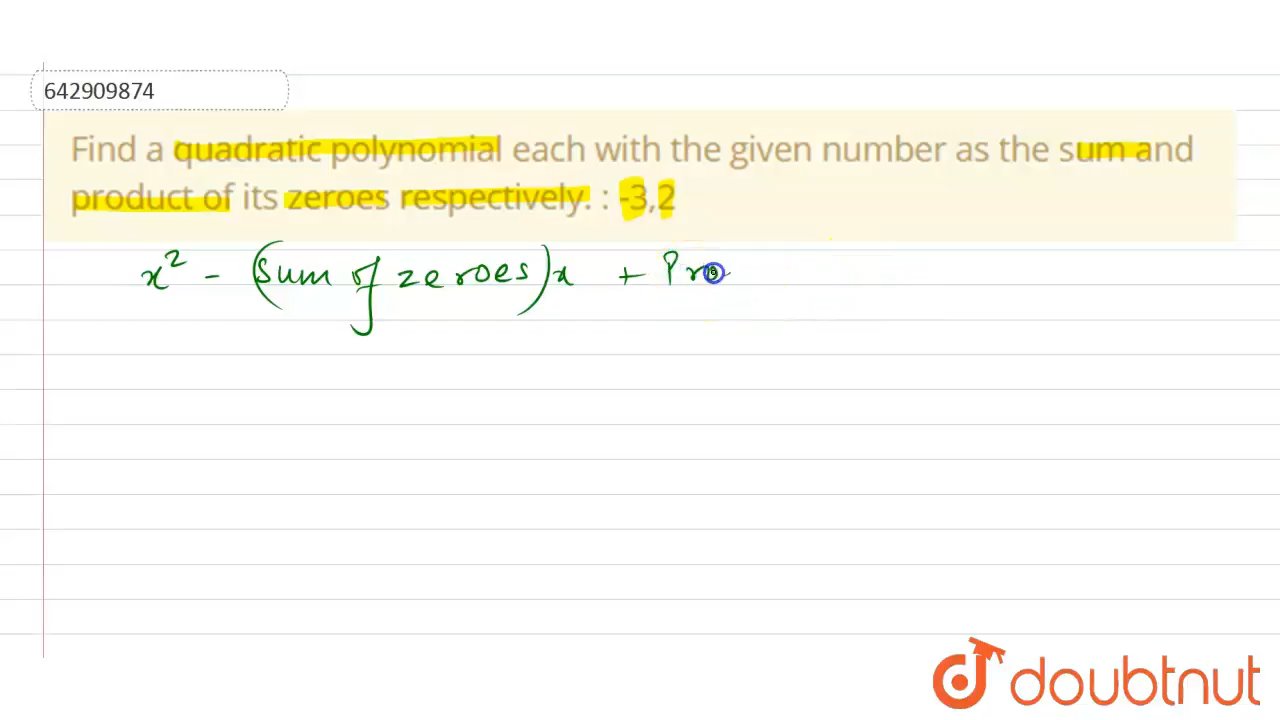 642909874
Find a quadratic polynomial each with the given number as the sum and
product of its zeroes respectively. : -3,2
x² - (Sum of zeroes)x + Pro
doubtnut